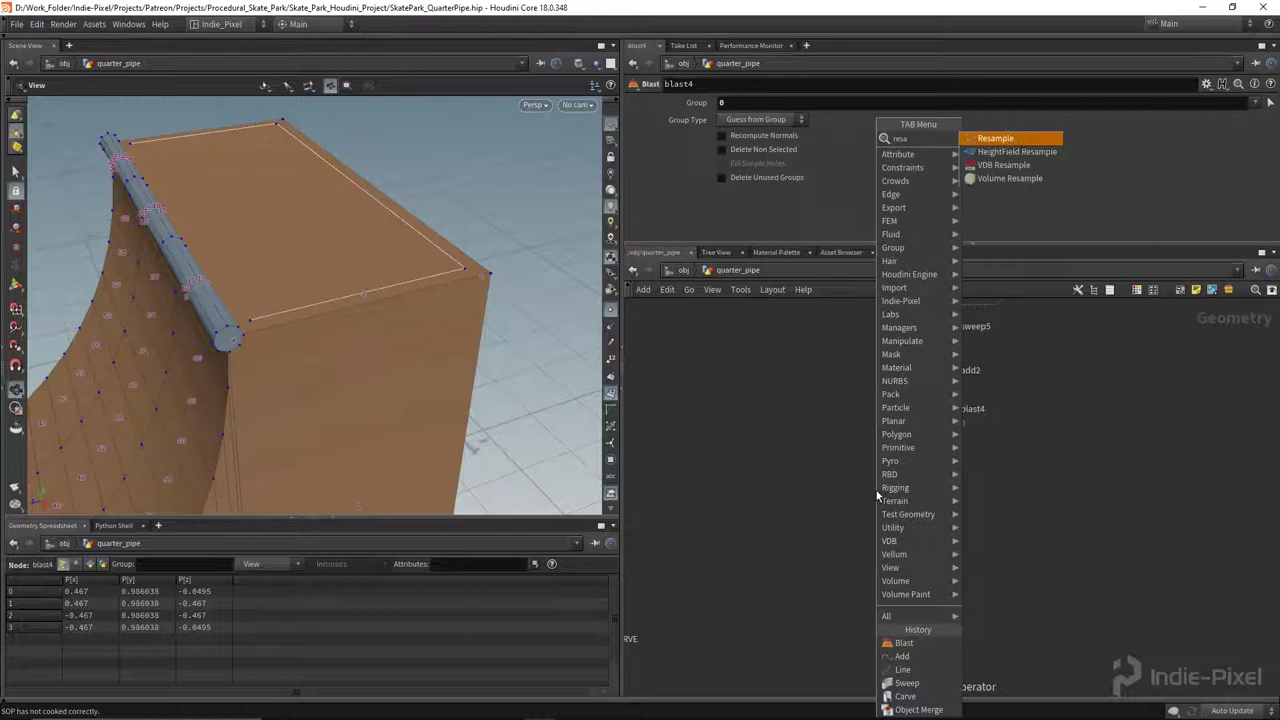 D:/Work_Folder/Indie-Pixel/Projects/Patreon/Projects/Procedural_Skate_Park/Skate_Park_Houdini_Project/SkatePark_QuarterPipe.hip - Houdini Core 18.0.348
File Edit Render Assets Windows Help Indie_Pixel Main Main
Scene View
obj quarter_pipe
View
Persp No cam
blast4 Take List Performance Monitor
obj quarter_pipe
Blast blast4
Group 0
Group Type Guess from Group
Recompute Normals
Delete Non Selected
Fill Simple Holes
Delete Unused Groups
/obj/quarter_pipe Tree View Material Palette Asset Browser
obj quarter_pipe
Add Edit Go View Tools Layout Help
Geometry
sweep5
add2
blast4
RVE
perator
TAB Menu
resa
Attribute
Constraints
Crowds
Edge
Export
FEM
Fluid
Group
Hair
Houdini Engine
Import
Indie-Pixel
Labs
Managers
Manipulate
Mask
Material
NURBS
Pack
Particle
Planar
Polygon
Primitive
Pyro
RBD
Rigging
Terrain
Test Geometry
Utility
VDB
Vellum
View
Volume
Volume Paint
All
History
Blast
Add
Line
Sweep
Carve
Object Merge
Resample
HeightField Resample
VDB Resample
Volume Resample
Geometry Spreadsheet Python Shell
obj quarter_pipe
Node: blast4 Group: View Intrinsics Attributes:
P[x] P[y] P[z]
0 0.467 0.986038 -0.0495
1 0.467 0.986038 -0.467
2 -0.467 0.986038 -0.467
3 -0.467 0.986038 -0.0495
Indie-Pixel
SOP has not cooked correctly.
Auto Update